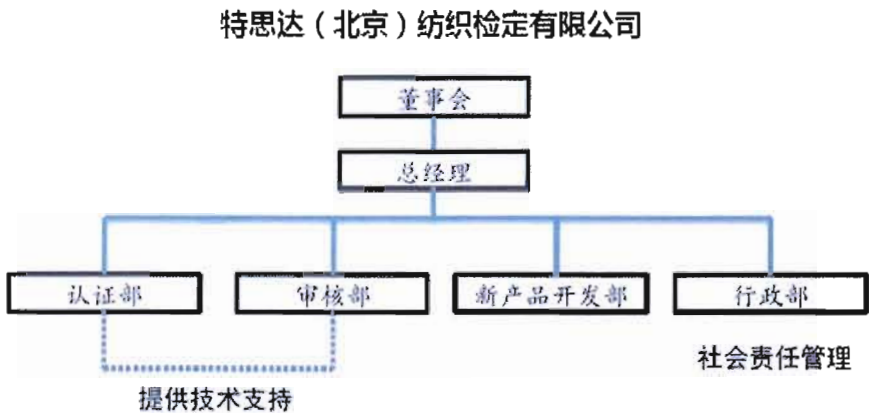 特思达（北京）纺织检定有限公司
董事会
总经理
认证部
审核部
新产品开发部
行政部
社会责任管理
提供技术支持